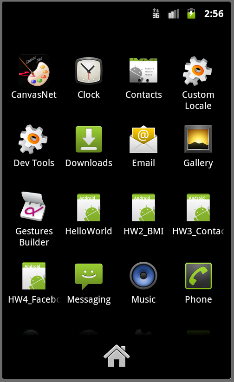 2:56
CanvasNet Clock Contacts Custom
Locale
Dev Tools Downloads Email Gallery
Gestures HelloWorld HW2_BMI HW3_Contac
Builder
HW4_Faceb Messaging Music Phone